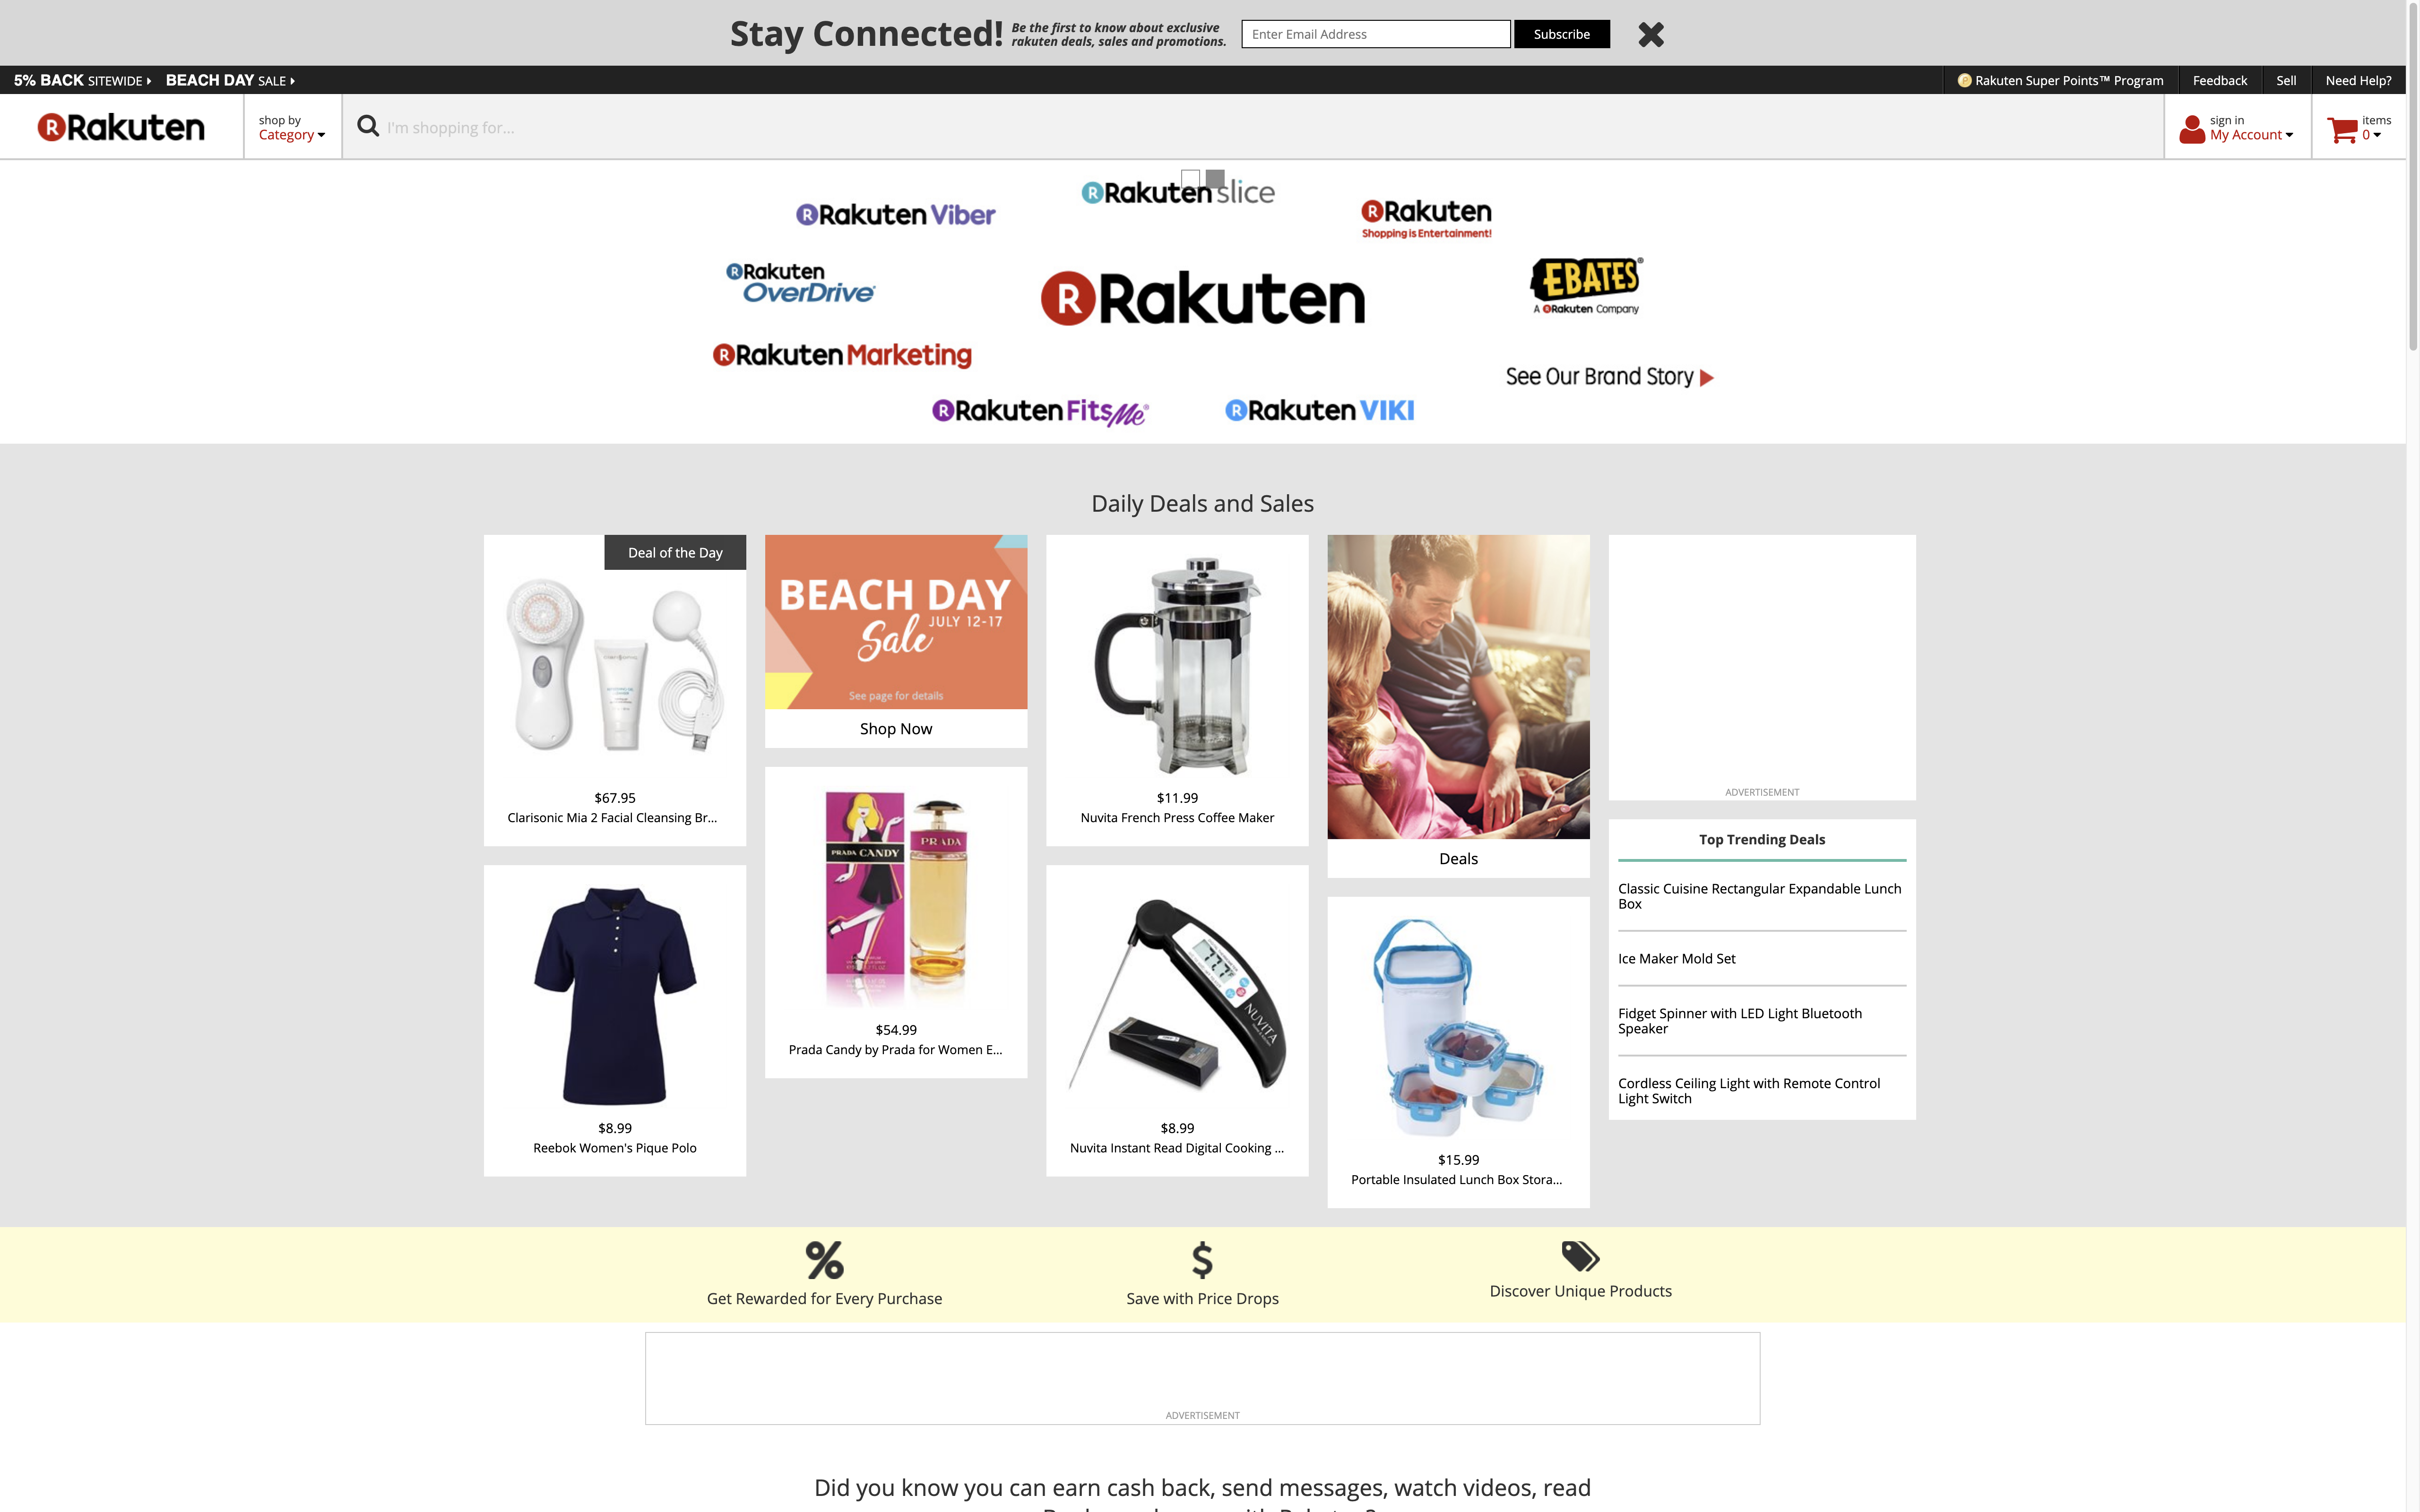 Stay Connected!
Be the first to know about exclusive
rakuten deals, sales and promotions.
Enter Email Address
Subscribe
5% BACK SITEWIDE
BEACH DAY SALE
Rakuten Super Points™ Program
Feedback
Sell
Need Help?
Rakuten
shop by
Category
I'm shopping for...
sign in
My Account
items
0
Rakuten slice
Rakuten Viber
Rakuten
Shopping is Entertainment!
Rakuten
OverDrive
Rakuten
EBATES®
A Rakuten Company
Rakuten Marketing
See Our Brand Story
Rakuten FitsMe®
Rakuten VIKI
Daily Deals and Sales
Deal of the Day
$67.95
Clarisonic Mia 2 Facial Cleansing Br...
$8.99
Reebok Women's Pique Polo
BEACH DAY
Sale
JULY 12-17
See page for details
Shop Now
PRADA CANDY
PRADA
$54.99
Prada Candy by Prada for Women E...
$11.99
Nuvita French Press Coffee Maker
77.7
NUVITA
$8.99
Nuvita Instant Read Digital Cooking ...
Deals
$15.99
Portable Insulated Lunch Box Stora...
ADVERTISEMENT
Top Trending Deals
Classic Cuisine Rectangular Expandable Lunch
Box
Ice Maker Mold Set
Fidget Spinner with LED Light Bluetooth
Speaker
Cordless Ceiling Light with Remote Control
Light Switch
Get Rewarded for Every Purchase
Save with Price Drops
Discover Unique Products
ADVERTISEMENT
Did you know you can earn cash back, send messages, watch videos, read